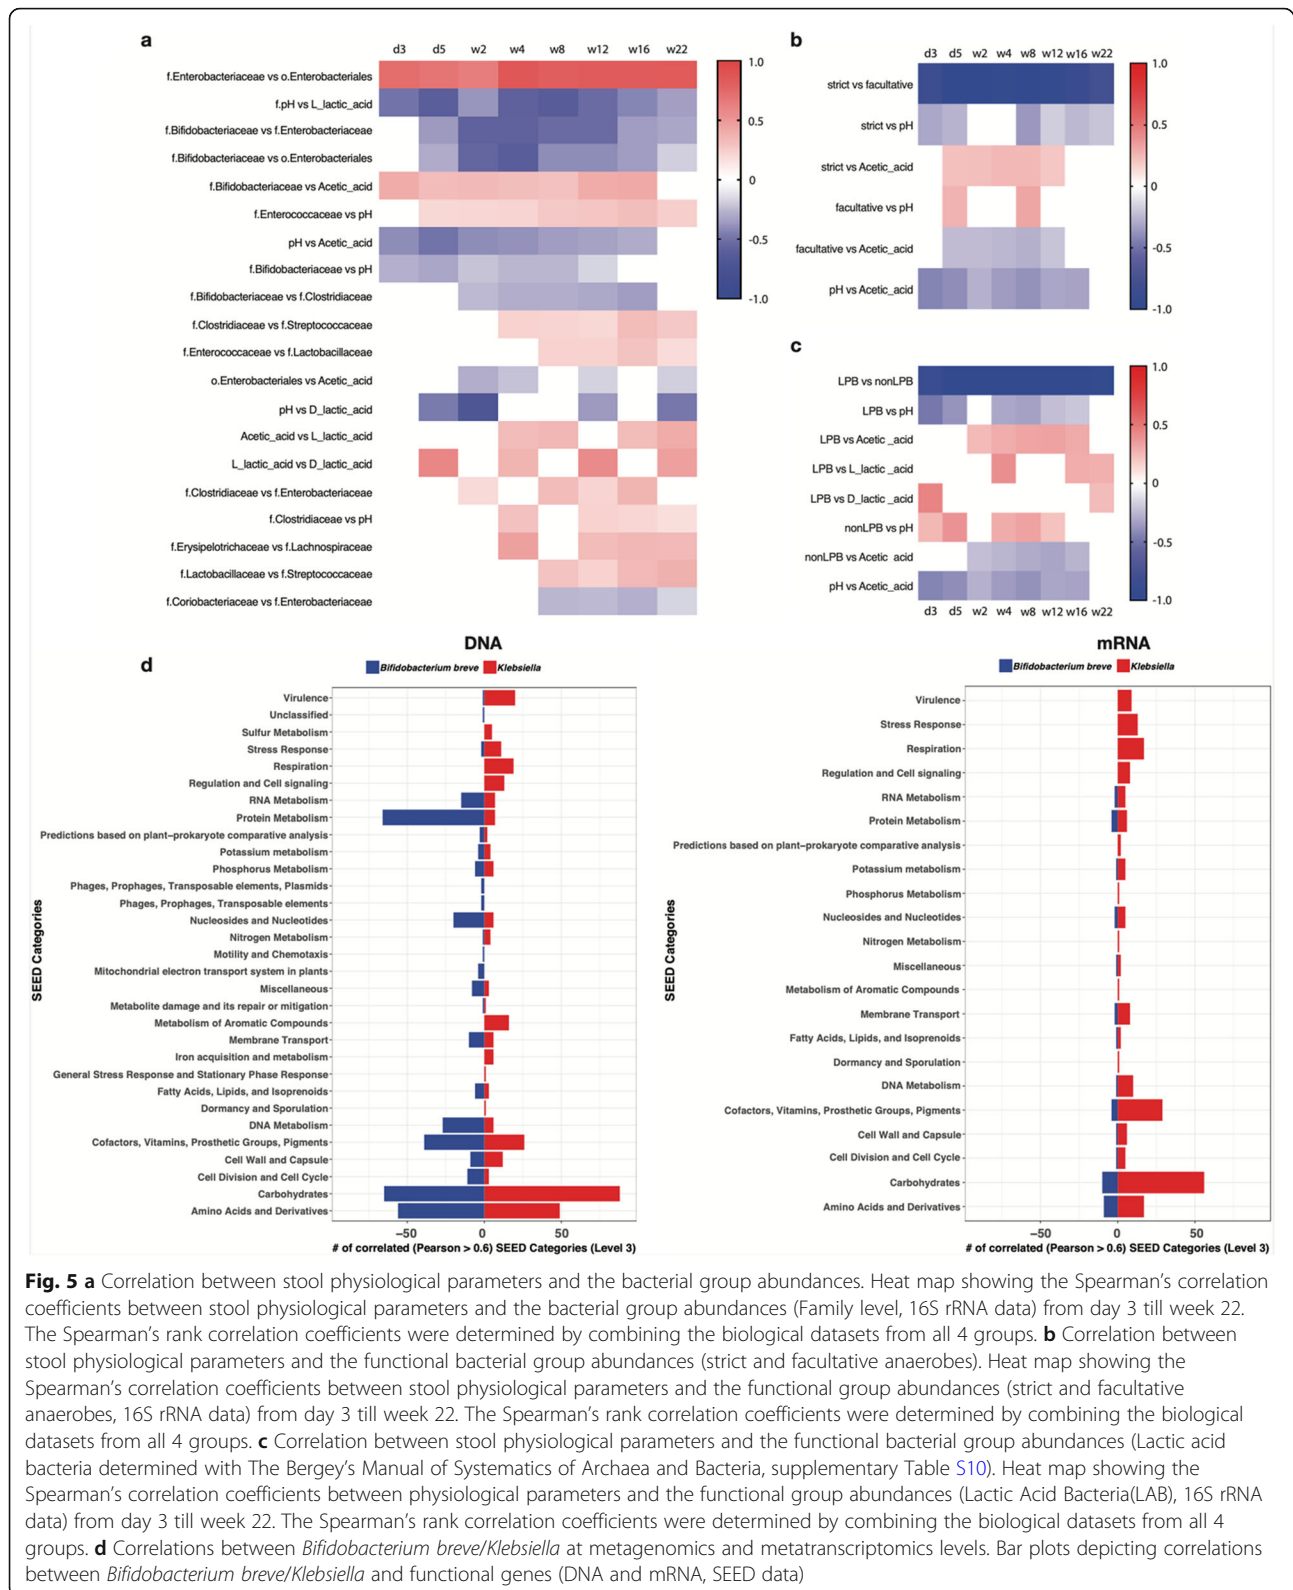 a
d3 d5 w2 w4 w8 w12 w16 w22
f.Enterobacteriaceae vs o.Enterobacteriales
f.pH vs L_lactic_acid
f.Bifidobacteriaceae vs f.Enterobacteriaceae
f.Bifidobacteriaceae vs o.Enterobacteriales
f.Bifidobacteriaceae vs Acetic_acid
f.Enterococcaceae vs pH
pH vs Acetic_acid
f.Bifidobacteriaceae vs pH
f.Bifidobacteriaceae vs f.Clostridiaceae
f.Clostridiaceae vs f.Streptococcaceae
f.Enterococcaceae vs f.Lactobacillaceae
o.Enterobacteriales vs Acetic_acid
pH vs D_lactic_acid
Acetic_acid vs L_lactic_acid
L_lactic_acid vs D_lactic_acid
f.Clostridiaceae vs f.Enterobacteriaceae
f.Clostridiaceae vs pH
f.Erysipelotrichaceae vs f.Lachnospiraceae
f.Lactobacillaceae vs f.Streptococcaceae
f.Coriobacteriaceae vs f.Enterobacteriaceae
1.0
0.5
0
-0.5
-1.0
b
d3 d5 w2 w4 w8 w12 w16 w22
strict vs facultative
strict vs pH
strict vs Acetic_acid
facultative vs pH
facultative vs Acetic_acid
pH vs Acetic_acid
1.0
0.5
0
-0.5
-1.0
c
LPB vs nonLPB
LPB vs pH
LPB vs Acetic _acid
LPB vs L_lactic _acid
LPB vs D_lactic _acid
nonLPB vs pH
nonLPB vs Acetic acid
pH vs Acetic_acid
d3 d5 w2 w4 w8 w12 w16 w22
1.0
0.5
0
-0.5
-1.0
d
DNA
Bifidobacterium breve Klebsiella
SEED Categories
Virulence
Unclassified
Sulfur Metabolism
Stress Response
Respiration
Regulation and Cell signaling
RNA Metabolism
Protein Metabolism
Predictions based on plant–prokaryote comparative analysis
Potassium metabolism
Phosphorus Metabolism
Phages, Prophages, Transposable elements, Plasmids
Phages, Prophages, Transposable elements
Nucleosides and Nucleotides
Nitrogen Metabolism
Motility and Chemotaxis
Mitochondrial electron transport system in plants
Miscellaneous
Metabolite damage and its repair or mitigation
Metabolism of Aromatic Compounds
Membrane Transport
Iron acquisition and metabolism
General Stress Response and Stationary Phase Response
Fatty Acids, Lipids, and Isoprenoids
Dormancy and Sporulation
DNA Metabolism
Cofactors, Vitamins, Prosthetic Groups, Pigments
Cell Wall and Capsule
Cell Division and Cell Cycle
Carbohydrates
Amino Acids and Derivatives
−50 0 50
# of correlated (Pearson > 0.6) SEED Categories (Level 3)
mRNA
Bifidobacterium breve Klebsiella
SEED Categories
Virulence
Stress Response
Respiration
Regulation and Cell signaling
RNA Metabolism
Protein Metabolism
Predictions based on plant–prokaryote comparative analysis
Potassium metabolism
Phosphorus Metabolism
Nucleosides and Nucleotides
Nitrogen Metabolism
Miscellaneous
Metabolism of Aromatic Compounds
Membrane Transport
Fatty Acids, Lipids, and Isoprenoids
Dormancy and Sporulation
DNA Metabolism
Cofactors, Vitamins, Prosthetic Groups, Pigments
Cell Wall and Capsule
Cell Division and Cell Cycle
Carbohydrates
Amino Acids and Derivatives
−50 0 50
# of correlated (Pearson > 0.6) SEED Categories (Level 3)
Fig. 5 a Correlation between stool physiological parameters and the bacterial group abundances. Heat map showing the Spearman's correlation
coefficients between stool physiological parameters and the bacterial group abundances (Family level, 16S rRNA data) from day 3 till week 22.
The Spearman's rank correlation coefficients were determined by combining the biological datasets from all 4 groups. b Correlation between
stool physiological parameters and the functional bacterial group abundances (strict and facultative anaerobes). Heat map showing the
Spearman's correlation coefficients between stool physiological parameters and the functional group abundances (strict and facultative
anaerobes, 16S rRNA data) from day 3 till week 22. The Spearman's rank correlation coefficients were determined by combining the biological
datasets from all 4 groups. c Correlation between stool physiological parameters and the functional bacterial group abundances (Lactic acid
bacteria determined with The Bergey's Manual of Systematics of Archaea and Bacteria, supplementary Table S10). Heat map showing the
Spearman's correlation coefficients between physiological parameters and the functional group abundances (Lactic Acid Bacteria(LAB), 16S rRNA
data) from day 3 till week 22. The Spearman's rank correlation coefficients were determined by combining the biological datasets from all 4
groups. d Correlations between Bifidobacterium breve/Klebsiella at metagenomics and metatranscriptomics levels. Bar plots depicting correlations
between Bifidobacterium breve/Klebsiella and functional genes (DNA and mRNA, SEED data)